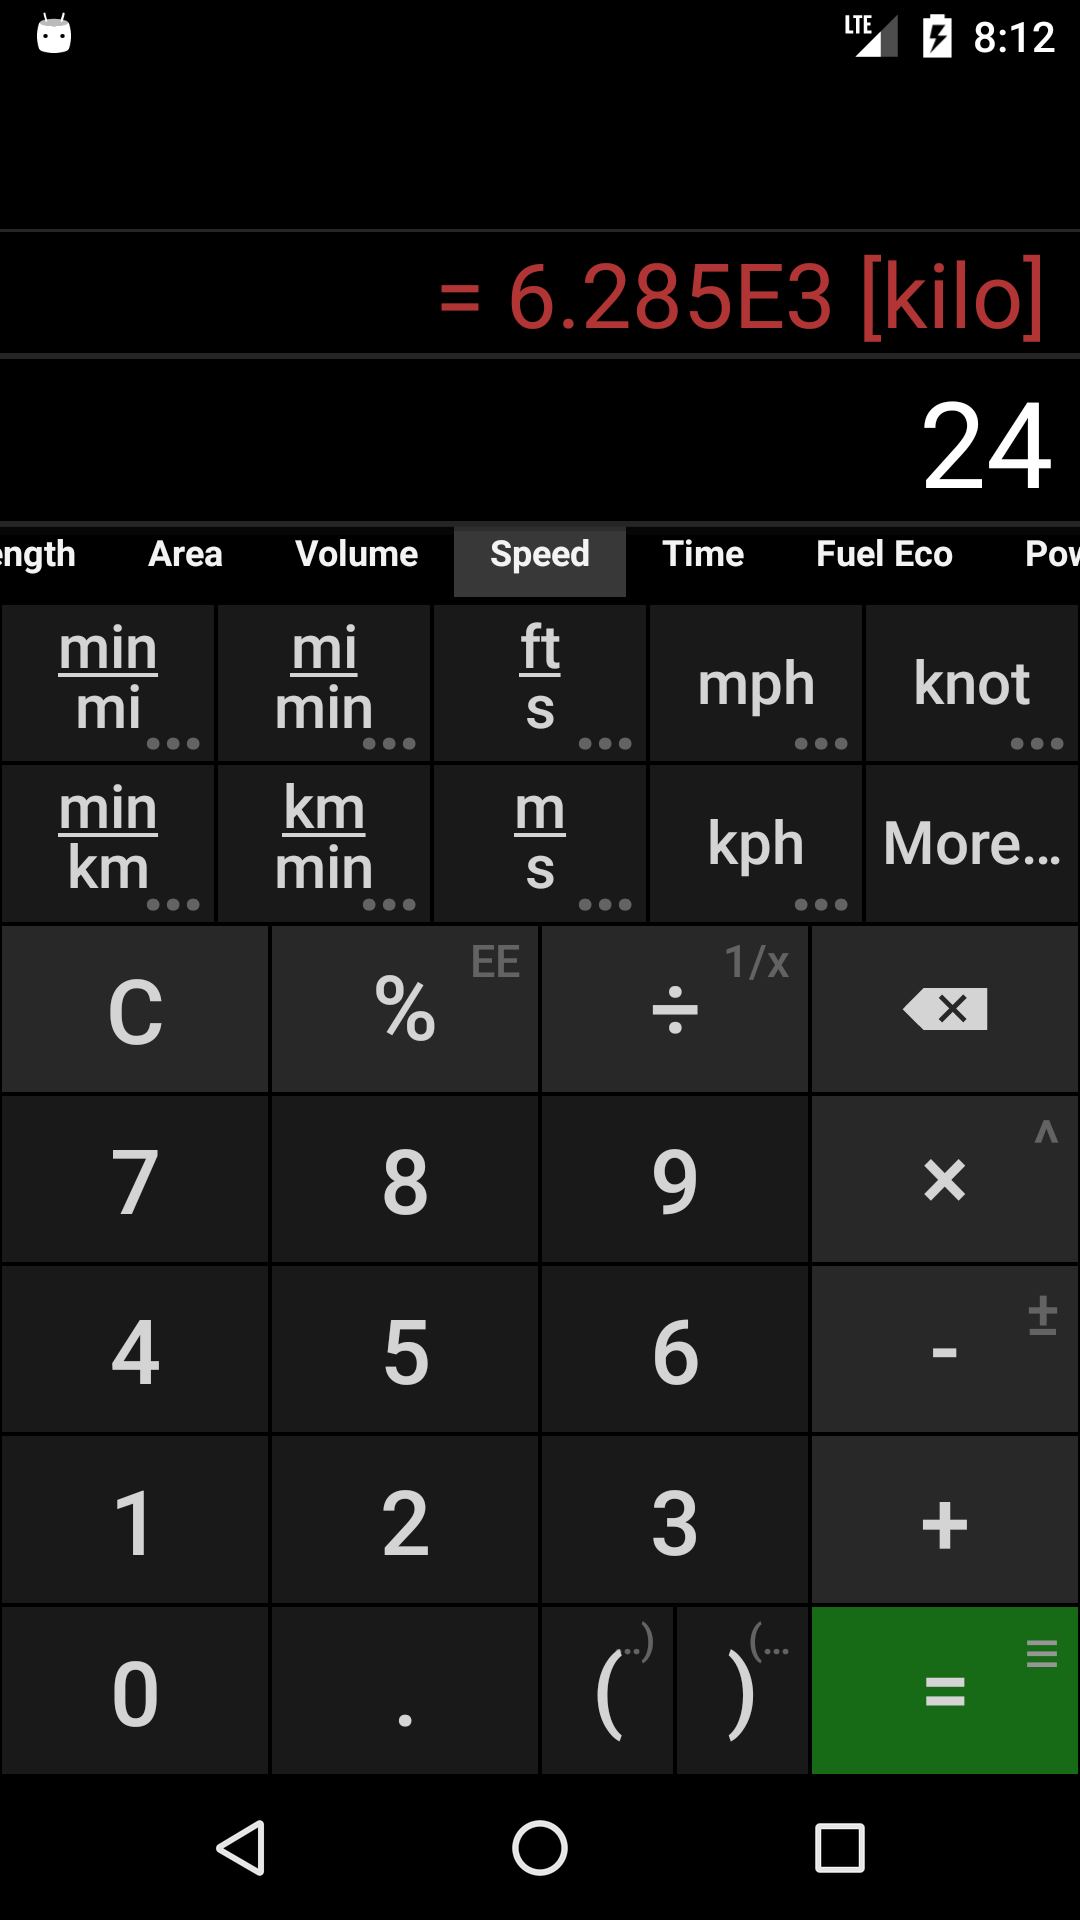 LTE 8:12
= 6.285E3 [kilo]
24
ength Area Volume Speed Time Fuel Eco Pow
min/mi mi/min ft/s mph knot
min/km km/min m/s kph More...
C % EE ÷ 1/x
7 8 9 × ^
4 5 6 - ±
1 2 3 +
0 . ( ..) ) (... =